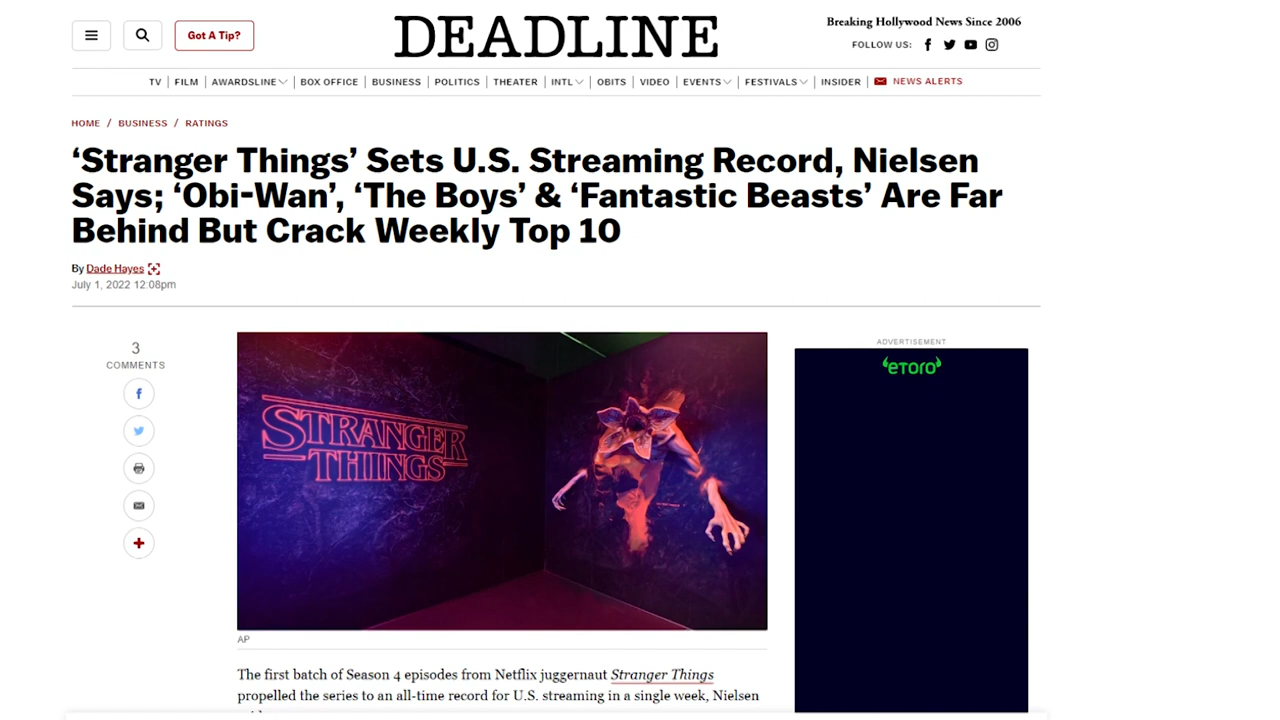 Got A Tip?
DEADLINE
Breaking Hollywood News Since 2006
FOLLOW US:
TV | FILM | AWARDSLINE | BOX OFFICE | BUSINESS | POLITICS | THEATER | INTL | OBITS | VIDEO | EVENTS | FESTIVALS | INSIDER | NEWS ALERTS
HOME / BUSINESS / RATINGS
‘Stranger Things’ Sets U.S. Streaming Record, Nielsen
Says; ‘Obi-Wan’, ‘The Boys’ & ‘Fantastic Beasts’ Are Far
Behind But Crack Weekly Top 10
By Dade Hayes
July 1, 2022 12:08pm
3
COMMENTS
STRANGER
THINGS
ADVERTISEMENT
eToro
AP
The first batch of Season 4 episodes from Netflix juggernaut Stranger Things
propelled the series to an all-time record for U.S. streaming in a single week, Nielsen